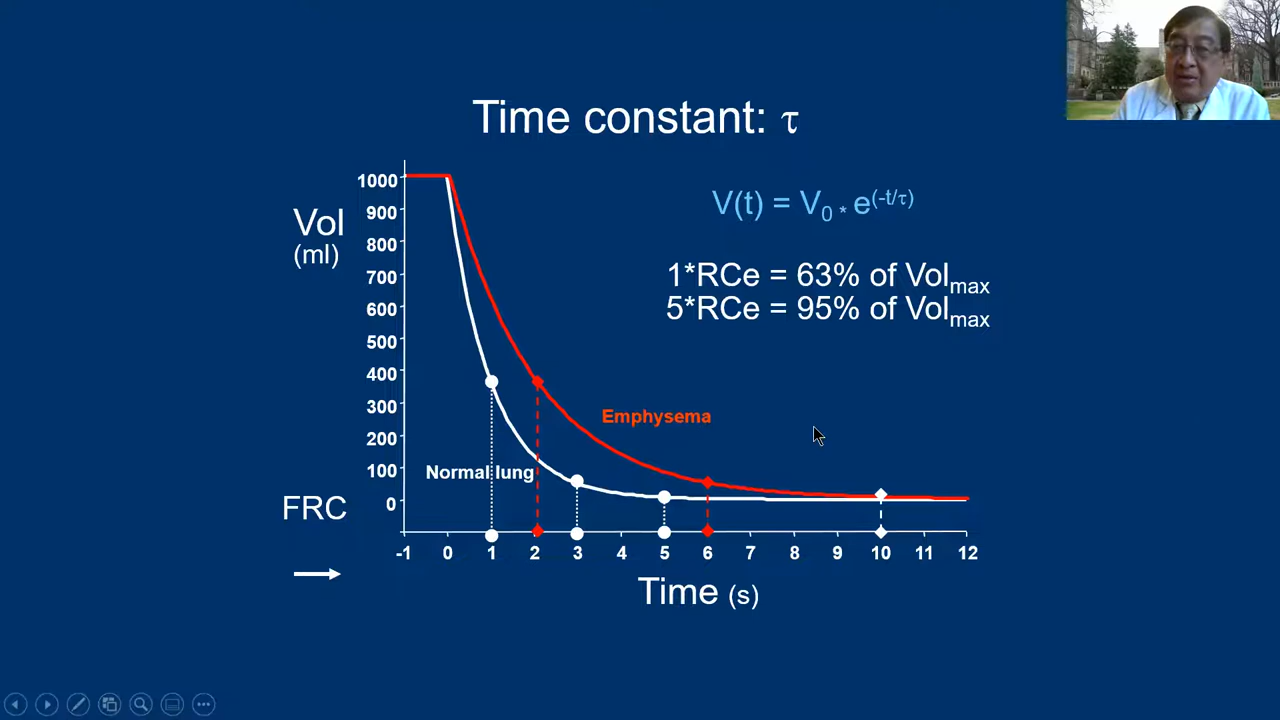 Time constant: τ
V(t) = V0 * e(-t/τ)
1*RCe = 63% of Volmax
5*RCe = 95% of Volmax
Vol
(ml)
1000
900
800
700
600
500
400
300
200
100
0
Emphysema
Normal lung
FRC
-1 0 1 2 3 4 5 6 7 8 9 10 11 12
Time (s)